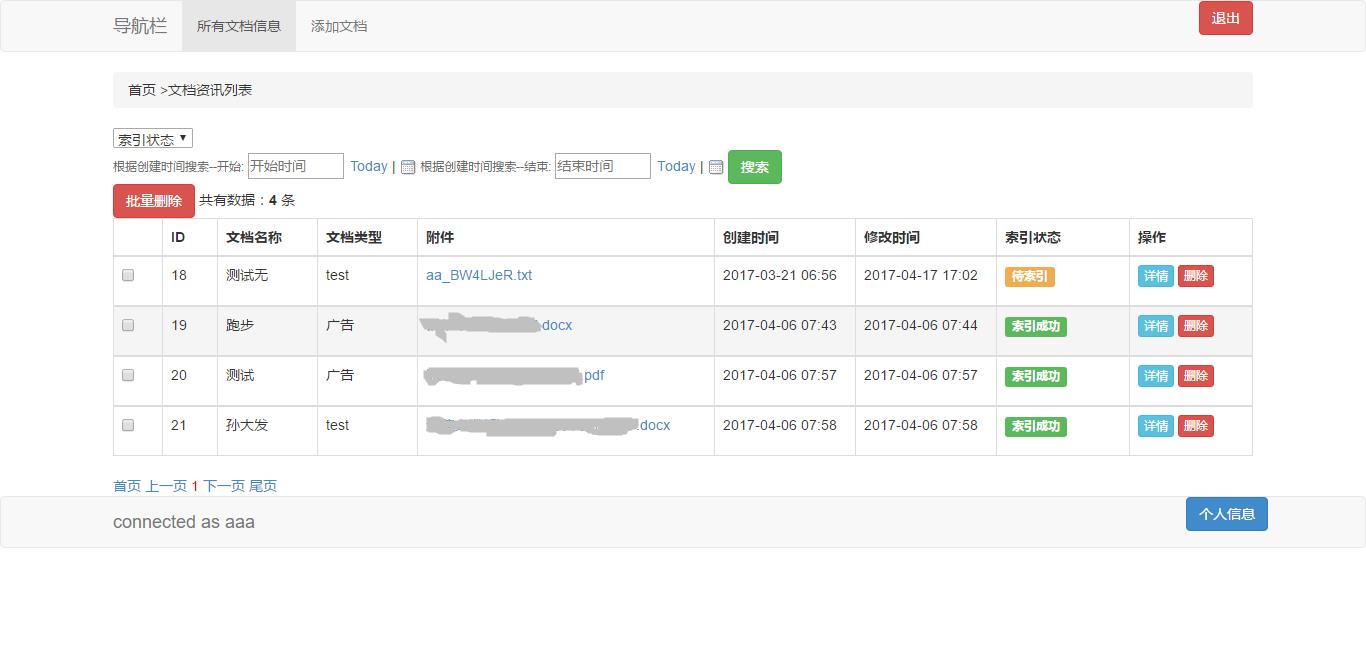 导航栏 所有文档信息 添加文档 退出
首页 >文档资讯列表
索引状态
根据创建时间搜索--开始: 开始时间 Today | 根据创建时间搜索--结束: 结束时间 Today | 搜索
批量删除 共有数据：4 条
ID 文档名称 文档类型 附件 创建时间 修改时间 索引状态 操作
18 测试无 test aa_BW4LJeR.txt 2017-03-21 06:56 2017-04-17 17:02 待索引 详情 删除
19 跑步 广告 .docx 2017-04-06 07:43 2017-04-06 07:44 索引成功 详情 删除
20 测试 广告 pdf 2017-04-06 07:57 2017-04-06 07:57 索引成功 详情 删除
21 孙大发 test .docx 2017-04-06 07:58 2017-04-06 07:58 索引成功 详情 删除
首页 上一页 1 下一页 尾页
connected as aaa 个人信息